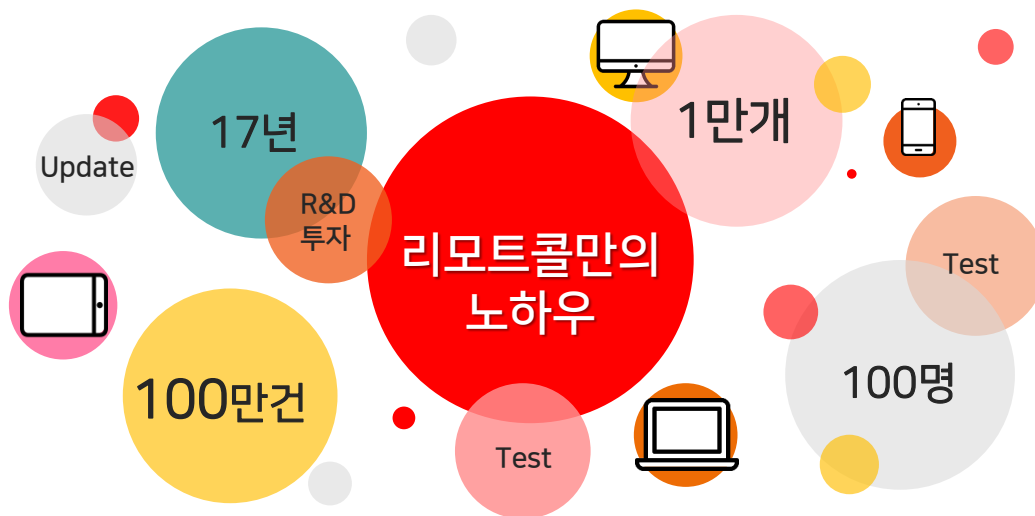 17년
1만개
Update
R&D
투자
리모트콜만의
노하우
Test
100만건
100명
Test